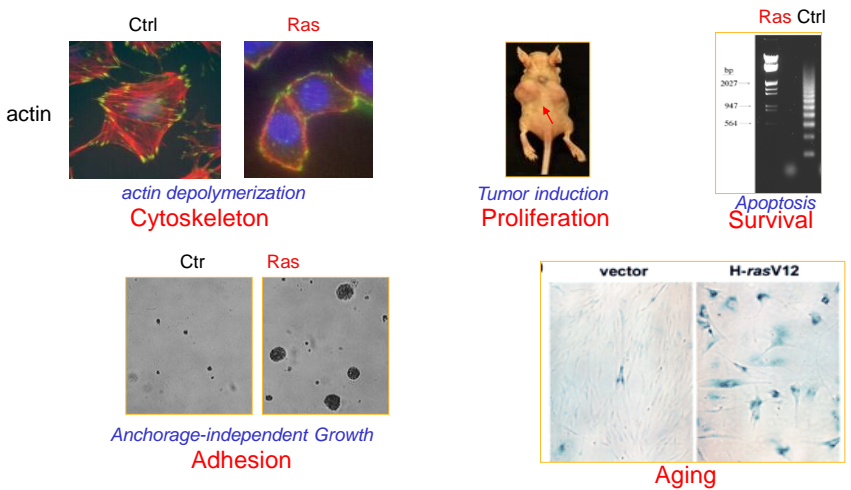 Ctrl
Ras
Ras Ctrl
actin
bp
2027
947
564
actin depolymerization
Cytoskeleton
Tumor induction
Proliferation
Apoptosis
Survival
Ctr
Ras
vector
H-rasV12
Anchorage-independent Growth
Adhesion
Aging